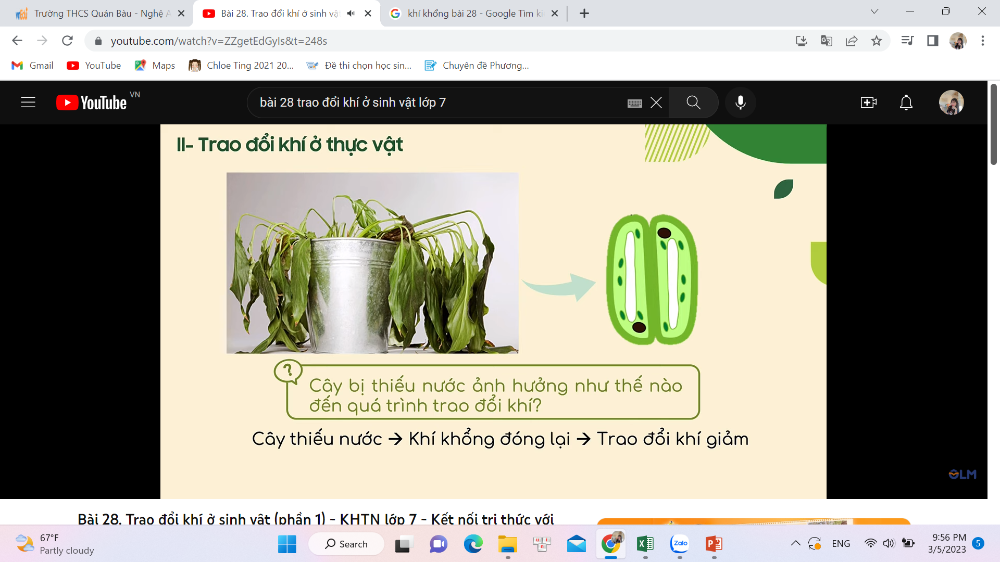 Trường THCS Quán Bàu - Nghệ A
Bài 28. Trao đổi khí ở sinh vật
khí khổng bài 28 - Google Tìm ki
youtube.com/watch?v=ZZgetEdGyIs&t=248s
Gmail
YouTube
Maps
Chloe Ting 2021 20...
Đề thi chọn học sin...
Chuyên đề Phương...
YouTube VN
bài 28 trao đổi khí ở sinh vật lớp 7
II- Trao đổi khí ở thực vật
?
Cây bị thiếu nước ảnh hưởng như thế nào
đến quá trình trao đổi khí?
Cây thiếu nước → Khí khổng đóng lại → Trao đổi khí giảm
OLM
Bài 28. Trao đổi khí ở sinh vật (phần 1) - KHTN lớp 7 - Kết nối tri thức với
67°F
Partly cloudy
Search
Zalo
ENG
9:56 PM
3/5/2023
5